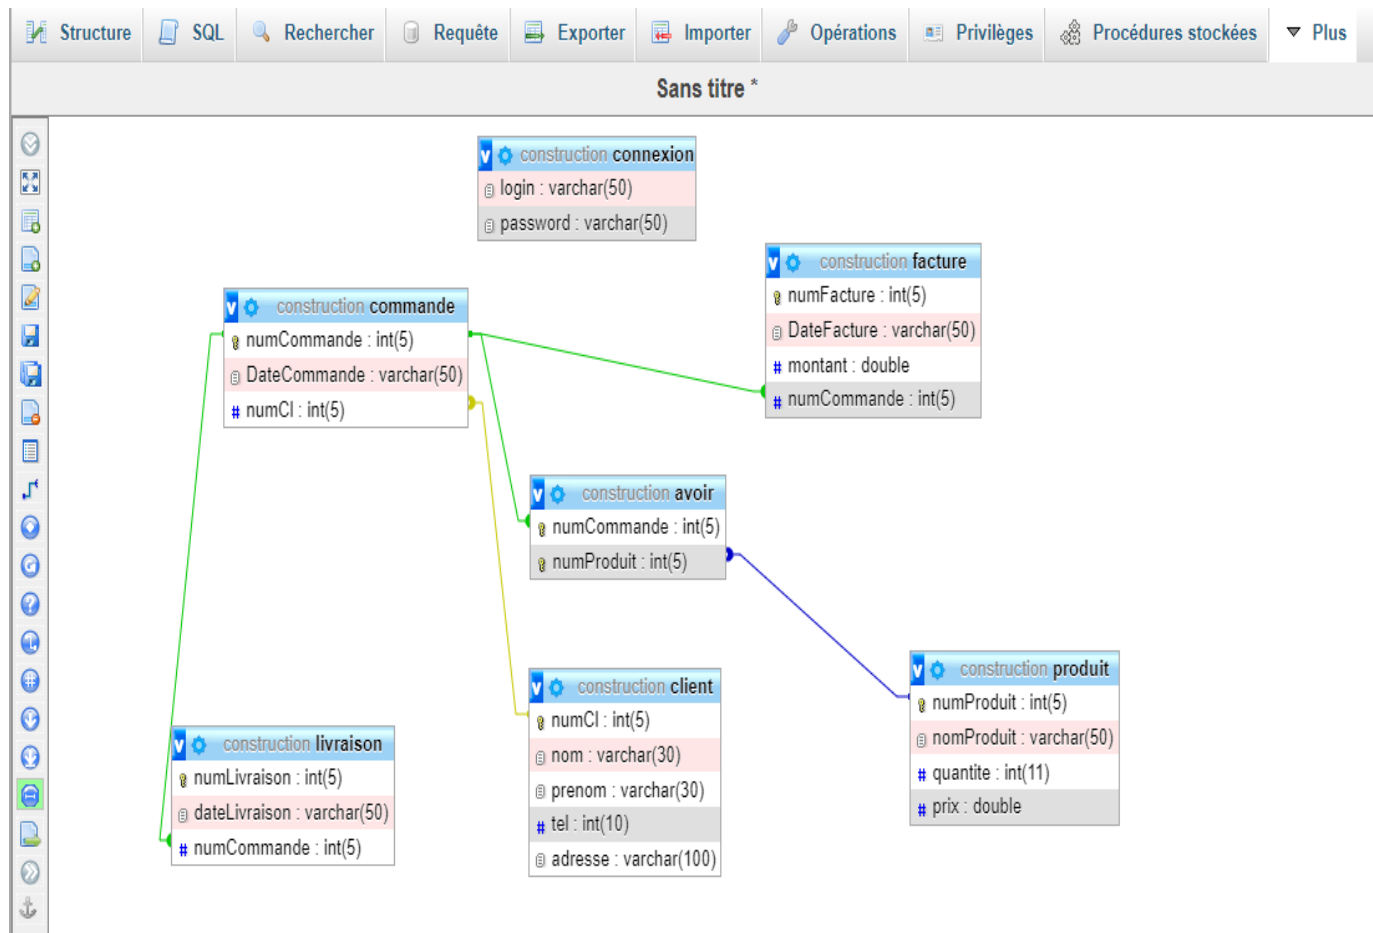 Structure SQL Rechercher Requête Exporter Importer Opérations Privilèges Procédures stockées Plus
Sans titre *
construction connexion
login : varchar(50)
password : varchar(50)
construction facture
numFacture : int(5)
DateFacture : varchar(50)
montant : double
numCommande : int(5)
construction commande
numCommande : int(5)
DateCommande : varchar(50)
numCl : int(5)
construction avoir
numCommande : int(5)
numProduit : int(5)
construction produit
numProduit : int(5)
nomProduit : varchar(50)
quantite : int(11)
prix : double
construction client
numCl : int(5)
nom : varchar(30)
prenom : varchar(30)
tel : int(10)
adresse : varchar(100)
construction livraison
numLivraison : int(5)
dateLivraison : varchar(50)
numCommande : int(5)